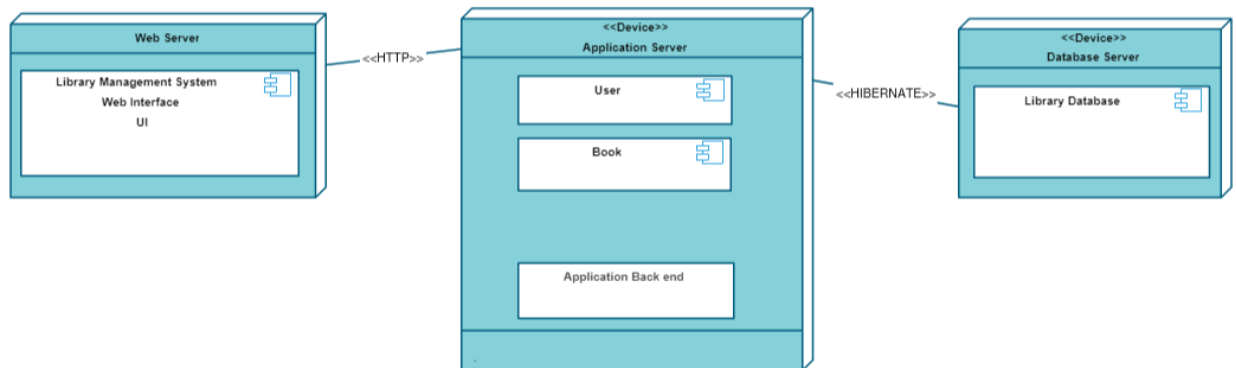 Web Server
Library Management System
Web Interface
UI
<<HTTP>>
<<Device>>
Application Server
User
Book
Application Back end
<<HIBERNATE>>
<<Device>>
Database Server
Library Database